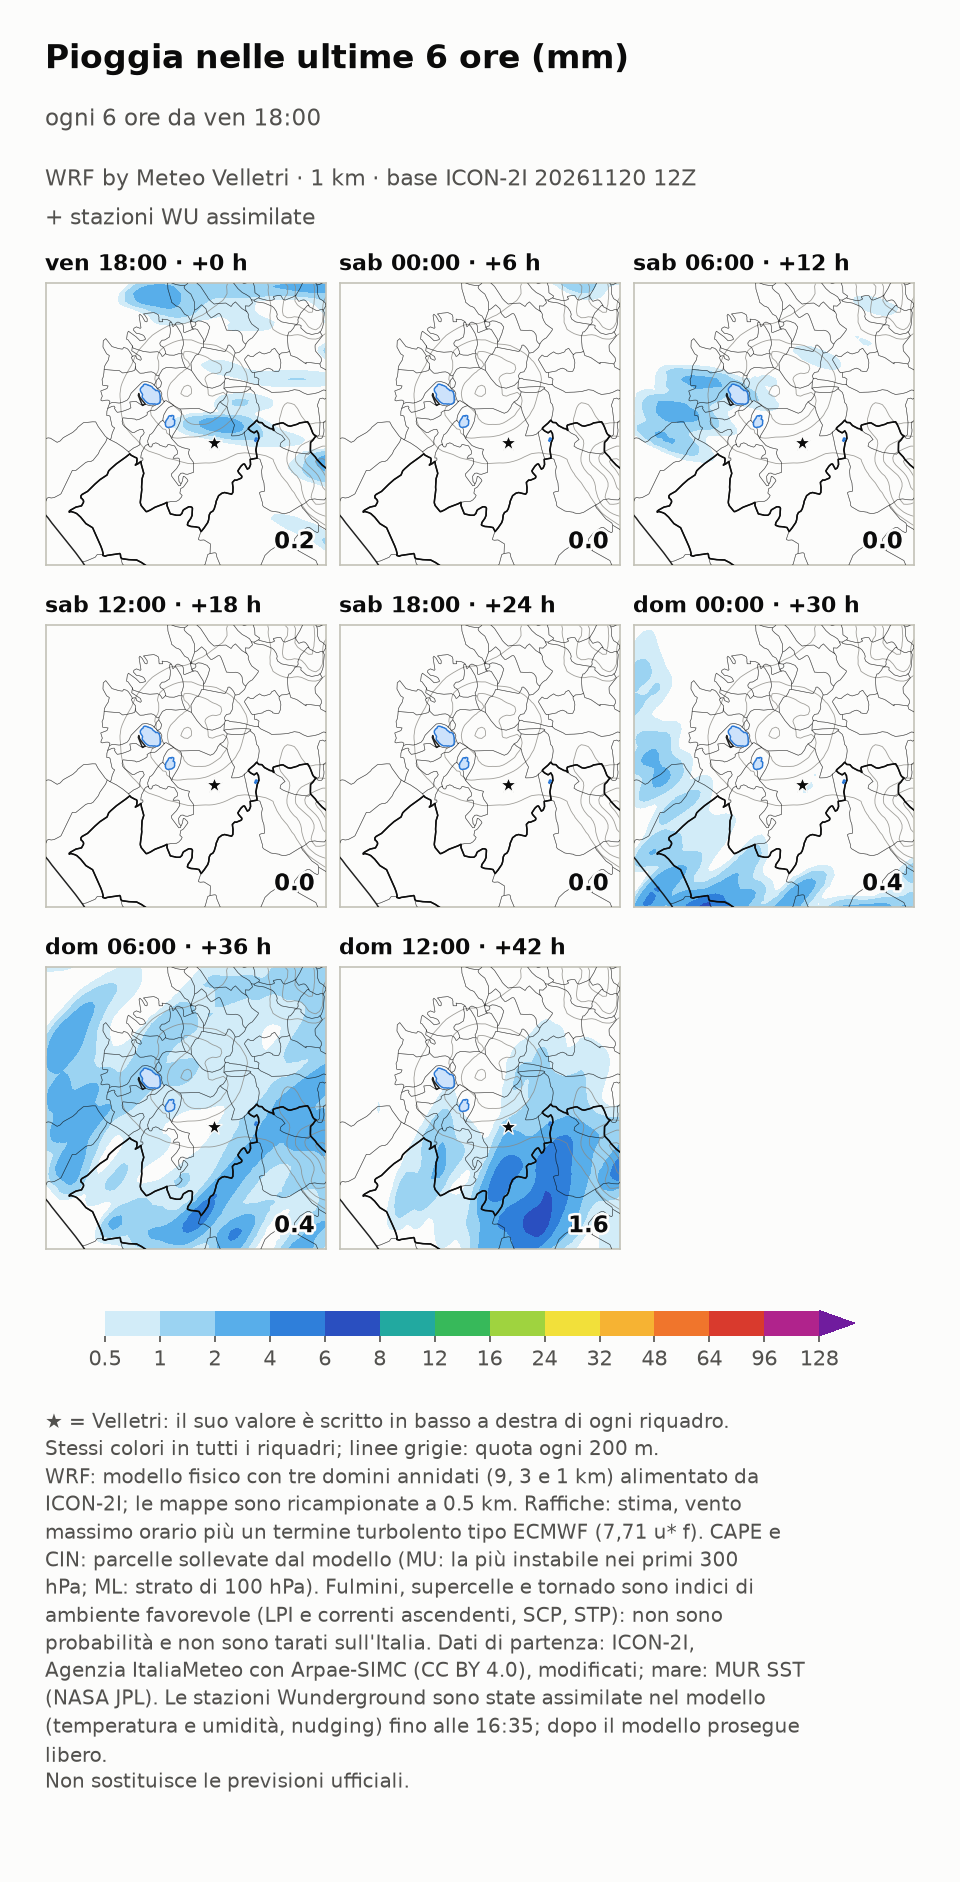 Pioggia nelle ultime 6 ore (mm)
ogni 6 ore da ven 18:00
WRF by Meteo Velletri · 1 km · base ICON-2I 20261120 12Z
+ stazioni WU assimilate
ven 18:00 · +0 h
sab 00:00 · +6 h
sab 06:00 · +12 h
0.2
0.0
0.0
sab 12:00 · +18 h
sab 18:00 · +24 h
dom 00:00 · +30 h
0.0
0.0
0.4
dom 06:00 · +36 h
dom 12:00 · +42 h
0.4
1.6
0.5 1 2 4 6 8 12 16 24 32 48 64 96 128
★ = Velletri: il suo valore è scritto in basso a destra di ogni riquadro.
Stessi colori in tutti i riquadri; linee grigie: quota ogni 200 m.
WRF: modello fisico con tre domini annidati (9, 3 e 1 km) alimentato da
ICON-2I; le mappe sono ricampionate a 0.5 km. Raffiche: stima, vento
massimo orario più un termine turbolento tipo ECMWF (7,71 u* f). CAPE e
CIN: parcelle sollevate dal modello (MU: la più instabile nei primi 300
hPa; ML: strato di 100 hPa). Fulmini, supercelle e tornado sono indici di
ambiente favorevole (LPI e correnti ascendenti, SCP, STP): non sono
probabilità e non sono tarati sull'Italia. Dati di partenza: ICON-2I,
Agenzia ItaliaMeteo con Arpae-SIMC (CC BY 4.0), modificati; mare: MUR SST
(NASA JPL). Le stazioni Wunderground sono state assimilate nel modello
(temperatura e umidità, nudging) fino alle 16:35; dopo il modello prosegue
libero.
Non sostituisce le previsioni ufficiali.